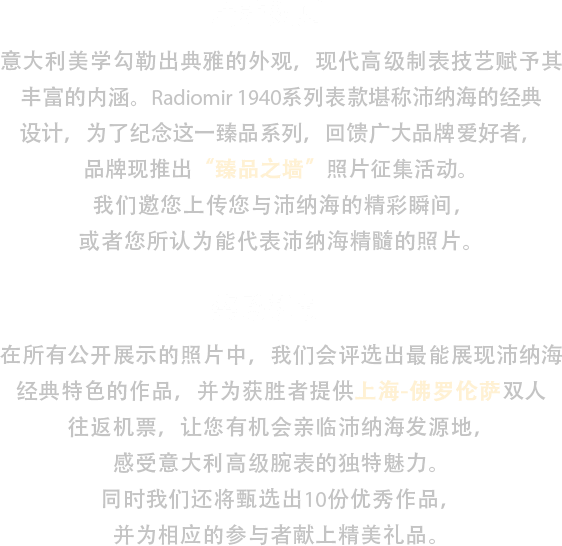 意大利美学勾勒出典雅的外观，现代高级制表技艺赋予其
丰富的内涵。Radiomir 1940系列表款堪称沛纳海的经典
设计，为了纪念这一臻品系列，回馈广大品牌爱好者，
品牌现推出“臻品之墙”照片征集活动。
我们邀您上传您与沛纳海的精彩瞬间，
或者您所认为能代表沛纳海精髓的照片。
在所有公开展示的照片中，我们会评选出最能展现沛纳海
经典特色的作品，并为获胜者提供上海-佛罗伦萨双人
往返机票，让您有机会亲临沛纳海发源地，
感受意大利高级腕表的独特魅力。
同时我们还将甄选出10份优秀作品，
并为相应的参与者献上精美礼品。